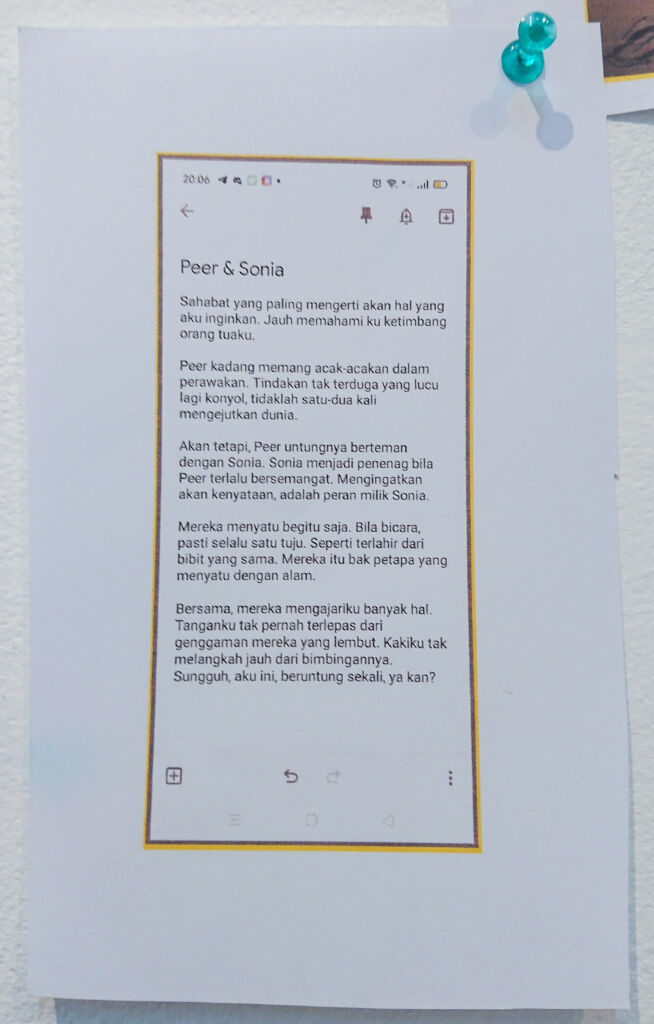 20:06
Peer & Sonia
Sahabat yang paling mengerti akan hal yang
aku inginkan. Jauh memahami ku ketimbang
orang tuaku.
Peer kadang memang acak-acakan dalam
perawakan. Tindakan tak terduga yang lucu
lagi konyol, tidaklah satu-dua kali
mengejutkan dunia.
Akan tetapi, Peer untungnya berteman
dengan Sonia. Sonia menjadi penenag bila
Peer terlalu bersemangat. Mengingatkan
akan kenyataan, adalah peran milik Sonia.
Mereka menyatu begitu saja. Bila bicara,
pasti selalu satu tuju. Seperti terlahir dari
bibit yang sama. Mereka itu bak petapa yang
menyatu dengan alam.
Bersama, mereka mengajariku banyak hal.
Tanganku tak pernah terlepas dari
genggaman mereka yang lembut. Kakiku tak
melangkah jauh dari bimbingannya.
Sungguh, aku ini, beruntung sekali, ya kan?